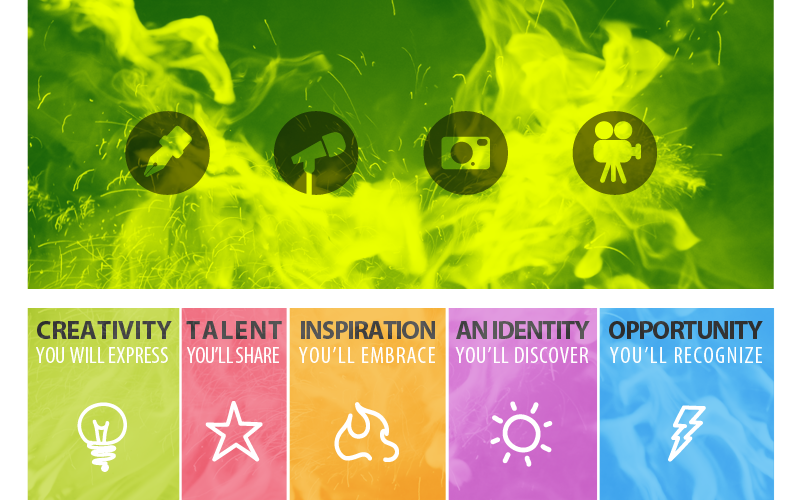 CREATIVITY
YOU WILL EXPRESS
TALENT
YOU'LL SHARE
INSPIRATION
YOU'LL EMBRACE
AN IDENTITY
YOU'LL DISCOVER
OPPORTUNITY
YOU'LL RECOGNIZE